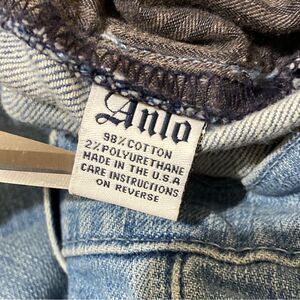 Anlo
98% COTTON
2% POLYURETHANE
MADE IN THE U.S.A
CARE INSTRUCTIONS
ON REVERSE